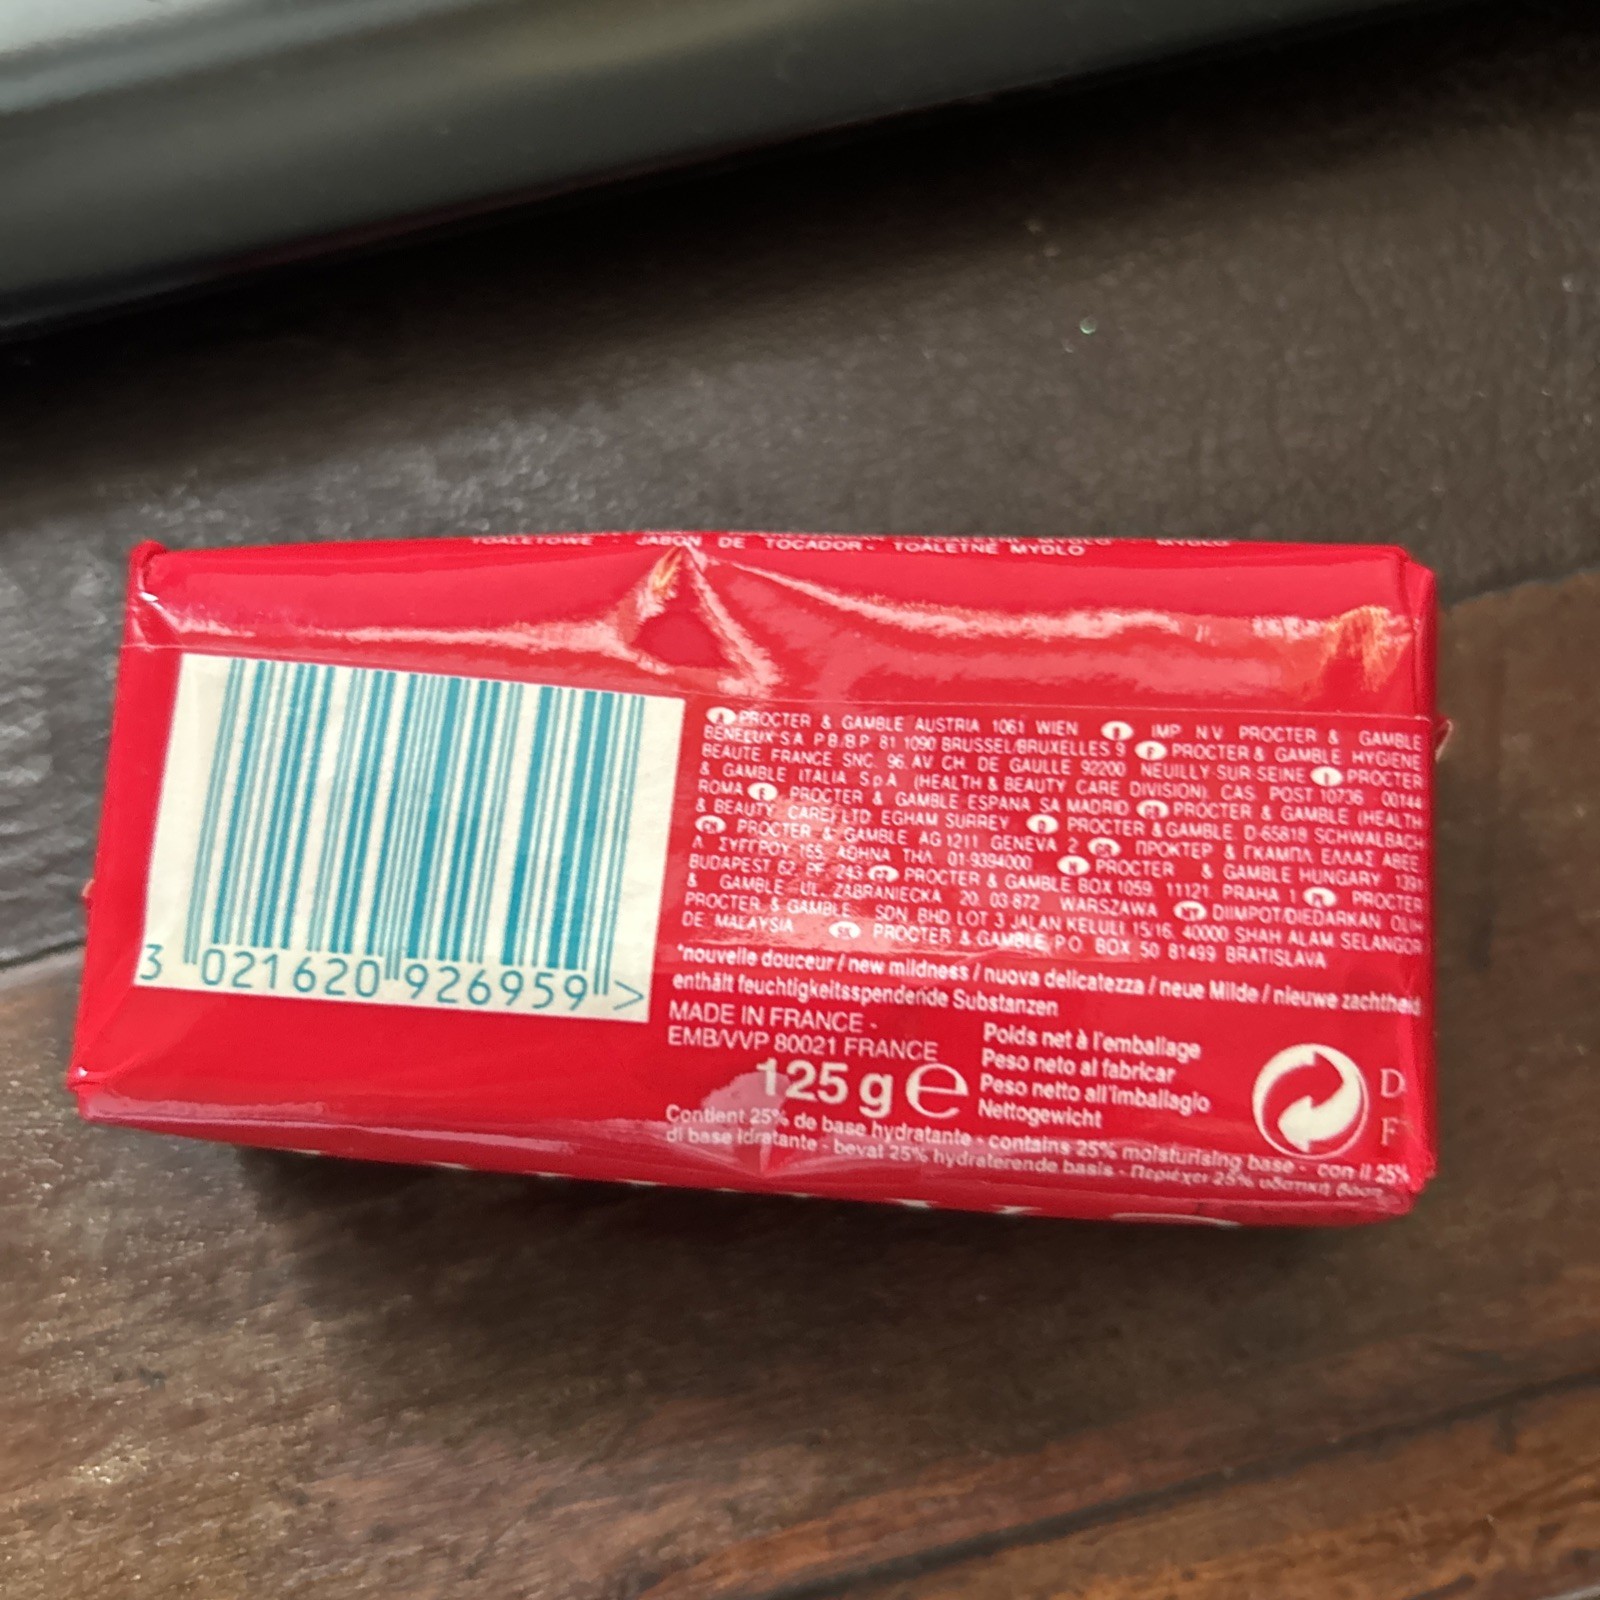 TOALETOWE JABON DE TOCADOR - TOALETNÉ MYDLO
3 021620 926959 >
A PROCTER & GAMBLE AUSTRIA 1061 WIEN IMP N.V. PROCTER & GAMBLE
BENELUX S.A. P.B./B.P. 81 1090 BRUSSEL/BRUXELLES 9 F PROCTER & GAMBLE HYGIENE
BEAUTE FRANCE SNC. 96, AV CH. DE GAULLE 92200 NEUILLY-SUR-SEINE I PROCTER
& GAMBLE ITALIA S.p.A. (HEALTH & BEAUTY CARE DIVISION). CAS. POST 10736 00144
ROMA E PROCTER & GAMBLE ESPANA SA MADRID GB PROCTER & GAMBLE (HEALTH
& BEAUTY CARE) LTD. EGHAM SURREY D PROCTER & GAMBLE. D-65818 SCHWALBACH
CH PROCTER & GAMBLE AG 1211 GENEVA 2 GR ΠΡΟΚΤΕΡ & ΓΚΑΜΠΛ ΕΛΛΑΣ ΑΒΕΕ
Λ. ΣΥΓΓΡΟΥ 165 ΑΘΗΝΑ ΤΗΛ. 01-9394000 H PROCTER & GAMBLE HUNGARY 1391
BUDAPEST 62. PF. 243 CZ PROCTER & GAMBLE BOX 1059, 11121 PRAHA 1 PL PROCTER
& GAMBLE UL. ZABRANIECKA 20. 03-872 WARSZAWA MY DIIMPOT/DIEDARKAN OLIH
PROCTER & GAMBLE. SDN. BHD LOT 3 JALAN KELULI 15/16. 40000 SHAH ALAM SELANGOR
DE MALAYSIA SK PROCTER & GAMBLE P.O. BOX 50 81499 BRATISLAVA
*nouvelle douceur / new mildness / nuova delicatezza / neue Milde / nieuwe zachtheid
enthält feuchtigkeitsspendende Substanzen
MADE IN FRANCE -
EMB/VVP 80021 FRANCE
125 g e
Poids net à l'emballage
Peso neto al fabricar
Peso netto all'imballagio
Nettogewicht
D
F
Contient 25% de base hydratante - contains 25% moisturising base - con il 25%
di base idratante - bevat 25% hydraterende basis - Περιέχει 25% υδατική βάση